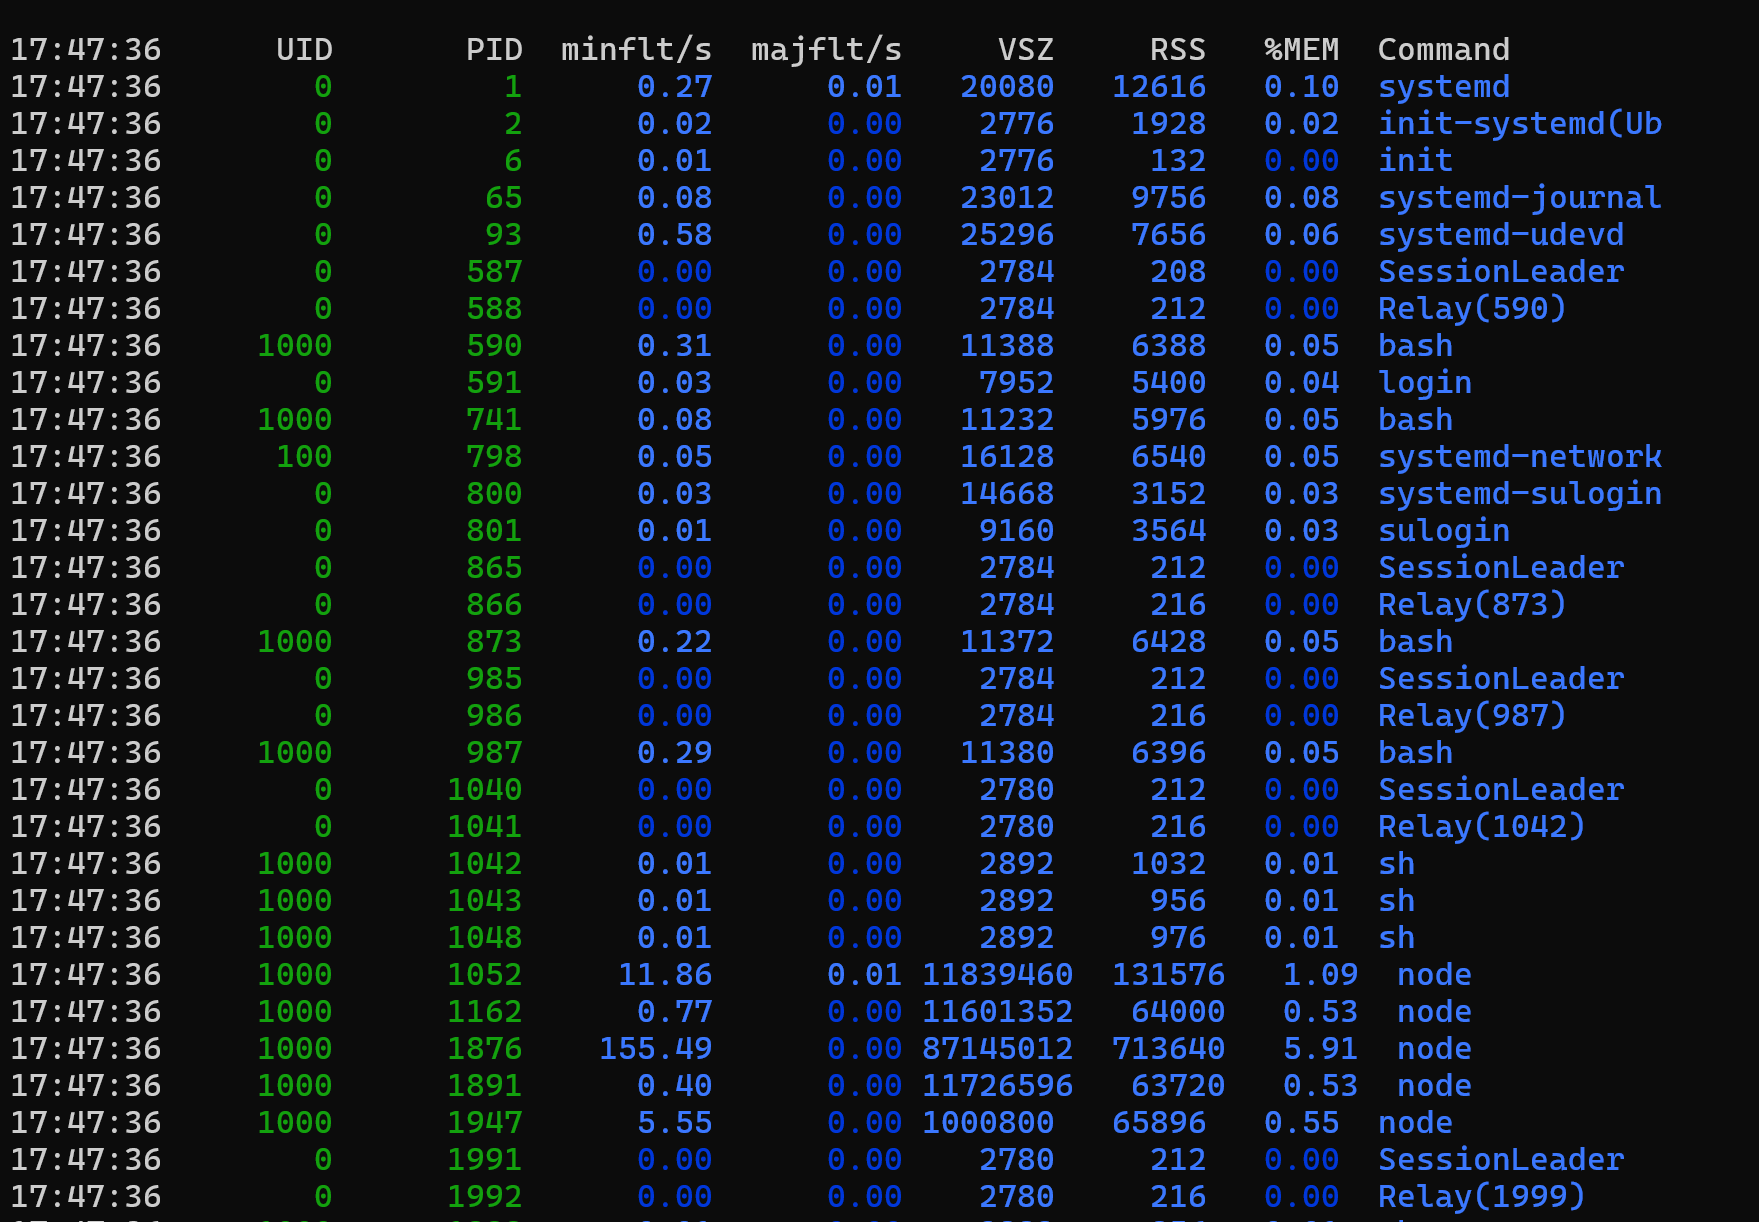 17:47:36 UID PID minflt/s majflt/s VSZ RSS %MEM Command
17:47:36 0 1 0.27 0.01 20080 12616 0.10 systemd
17:47:36 0 2 0.02 0.00 2776 1928 0.02 init-systemd(Ub
17:47:36 0 6 0.01 0.00 2776 132 0.00 init
17:47:36 0 65 0.08 0.00 23012 9756 0.08 systemd-journal
17:47:36 0 93 0.58 0.00 25296 7656 0.06 systemd-udevd
17:47:36 0 587 0.00 0.00 2784 208 0.00 SessionLeader
17:47:36 0 588 0.00 0.00 2784 212 0.00 Relay(590)
17:47:36 1000 590 0.31 0.00 11388 6388 0.05 bash
17:47:36 0 591 0.03 0.00 7952 5400 0.04 login
17:47:36 1000 741 0.08 0.00 11232 5976 0.05 bash
17:47:36 100 798 0.05 0.00 16128 6540 0.05 systemd-network
17:47:36 0 800 0.03 0.00 14668 3152 0.03 systemd-sulogin
17:47:36 0 801 0.01 0.00 9160 3564 0.03 sulogin
17:47:36 0 865 0.00 0.00 2784 212 0.00 SessionLeader
17:47:36 0 866 0.00 0.00 2784 216 0.00 Relay(873)
17:47:36 1000 873 0.22 0.00 11372 6428 0.05 bash
17:47:36 0 985 0.00 0.00 2784 212 0.00 SessionLeader
17:47:36 0 986 0.00 0.00 2784 216 0.00 Relay(987)
17:47:36 1000 987 0.29 0.00 11380 6396 0.05 bash
17:47:36 0 1040 0.00 0.00 2780 212 0.00 SessionLeader
17:47:36 0 1041 0.00 0.00 2780 216 0.00 Relay(1042)
17:47:36 1000 1042 0.01 0.00 2892 1032 0.01 sh
17:47:36 1000 1043 0.01 0.00 2892 956 0.01 sh
17:47:36 1000 1048 0.01 0.00 2892 976 0.01 sh
17:47:36 1000 1052 11.86 0.01 11839460 131576 1.09 node
17:47:36 1000 1162 0.77 0.00 11601352 64000 0.53 node
17:47:36 1000 1876 155.49 0.00 87145012 713640 5.91 node
17:47:36 1000 1891 0.40 0.00 11726596 63720 0.53 node
17:47:36 1000 1947 5.55 0.00 1000800 65896 0.55 node
17:47:36 0 1991 0.00 0.00 2780 212 0.00 SessionLeader
17:47:36 0 1992 0.00 0.00 2780 216 0.00 Relay(1999)